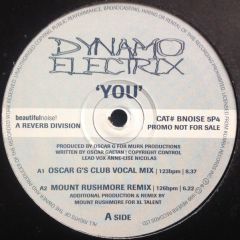 DYNAMO
ELECTRIX
'YOU'
beautifulnoise!
A REVERB DIVISION
CAT# BNOISE 5P4
PROMO NOT FOR SALE
PRODUCED BY OSCAR G FOR MURK PRODUCTIONS
WRITTEN BY OSCAR GAETAN | COPYRIGHT CONTROL
LEAD VOX ANNE-LISE NICOLAS
A1 OSCAR G'S CLUB VOCAL MIX | 123bpm | 8.37
A2 MOUNT RUSHMORE REMIX | 126bpm | 6.22
ADDITIONAL PRODUCTION & REMIX BY
MOUNT RUSHMORE FOR XL TALENT
A SIDE